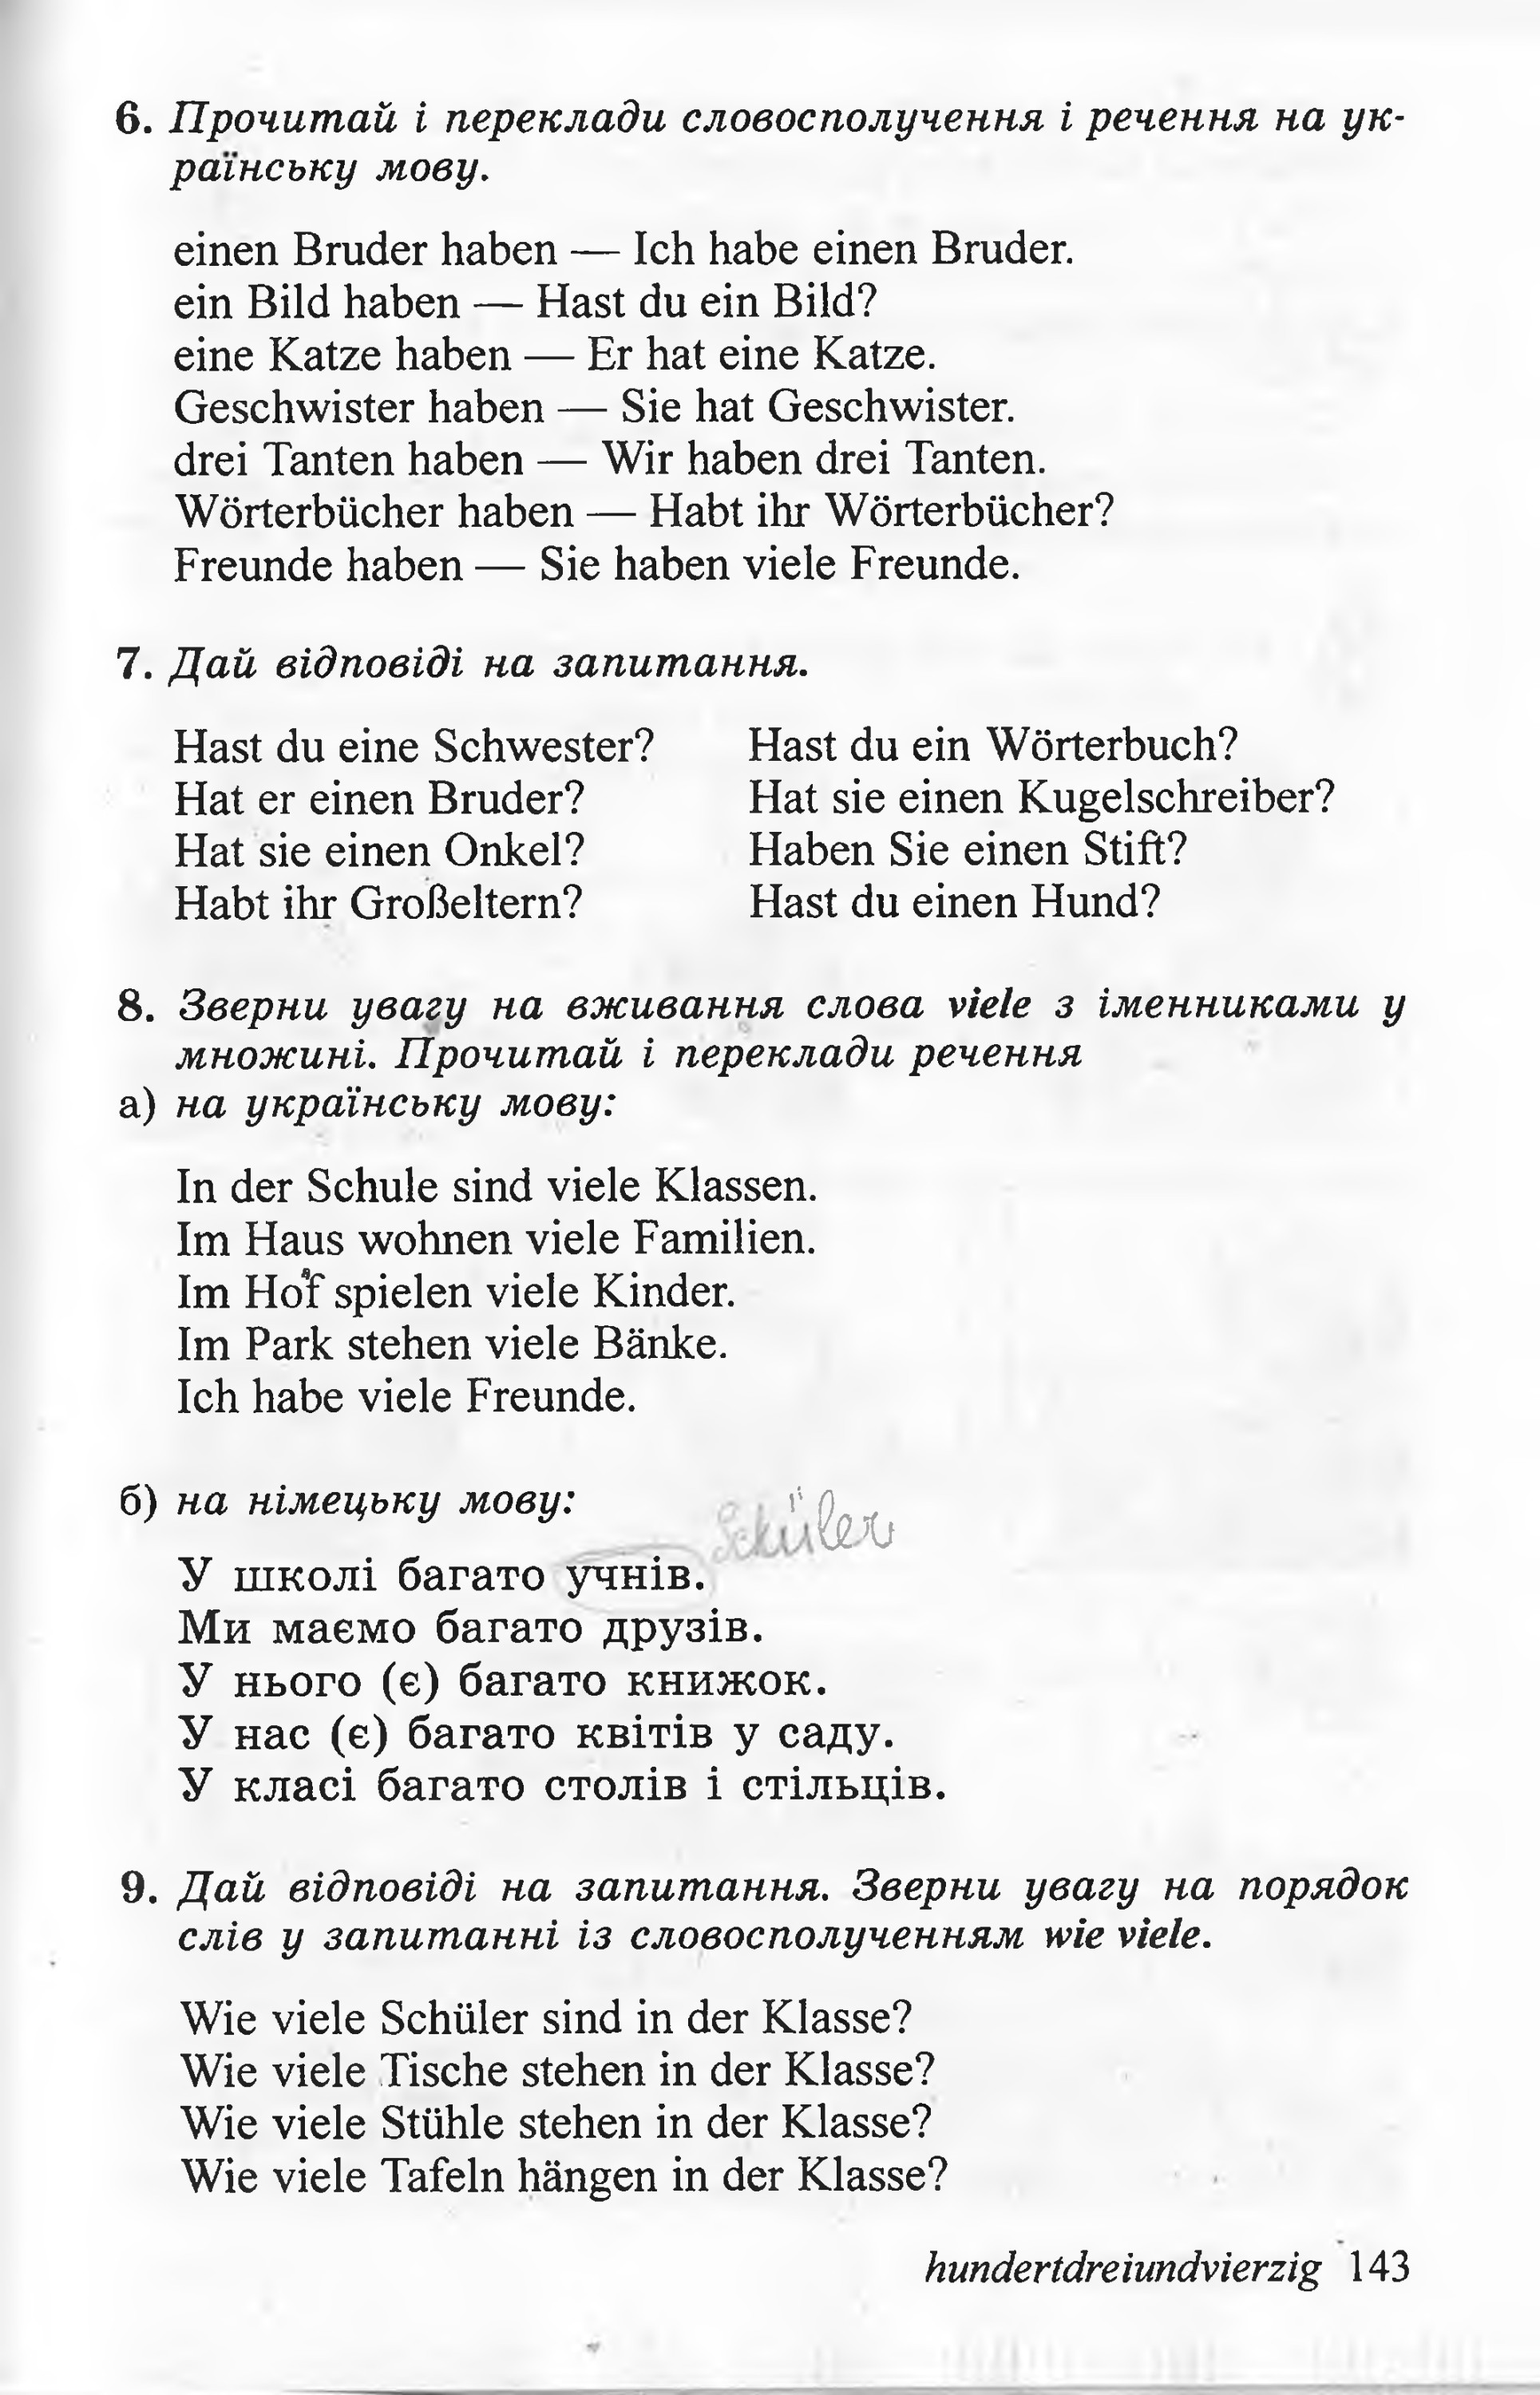 6. Прочитай і переклади словосполучення і речення на ук-
раїнську мову.
einen Bruder haben — Ich habe einen Bruder.
ein Bild haben — Hast du ein Bild?
eine Katze haben — Er hat eine Katze.
Geschwister haben — Sie hat Geschwister.
drei Tanten haben — Wir haben drei Tanten.
Wörterbücher haben — Habt ihr Wörterbücher?
Freunde haben — Sie haben viele Freunde.
7. Дай відповіді на запитання.
Hast du eine Schwester?
Hat er einen Bruder?
Hat sie einen Onkel?
Habt ihr Großeltern?
Hast du ein Wörterbuch?
Hat sie einen Kugelschreiber?
Haben Sie einen Stift?
Hast du einen Hund?
8. Зверни увагу на вживання слова viele з іменниками у
множині. Прочитай і переклади речення
а) на українську мову:
In der Schule sind viele Klassen.
Im Haus wohnen viele Familien.
Im Hof spielen viele Kinder.
Im Park stehen viele Bänke.
Ich habe viele Freunde.
б) на німецьку мову:
Schüler
У школі багато учнів.
Ми маємо багато друзів.
У нього (є) багато книжок.
У нас (є) багато квітів у саду.
У класі багато столів і стільців.
9. Дай відповіді на запитання. Зверни увагу на порядок
слів у запитанні із словосполученням wie viele.
Wie viele Schüler sind in der Klasse?
Wie viele Tische stehen in der Klasse?
Wie viele Stühle stehen in der Klasse?
Wie viele Tafeln hängen in der Klasse?
hundertdreiundvierzig 143